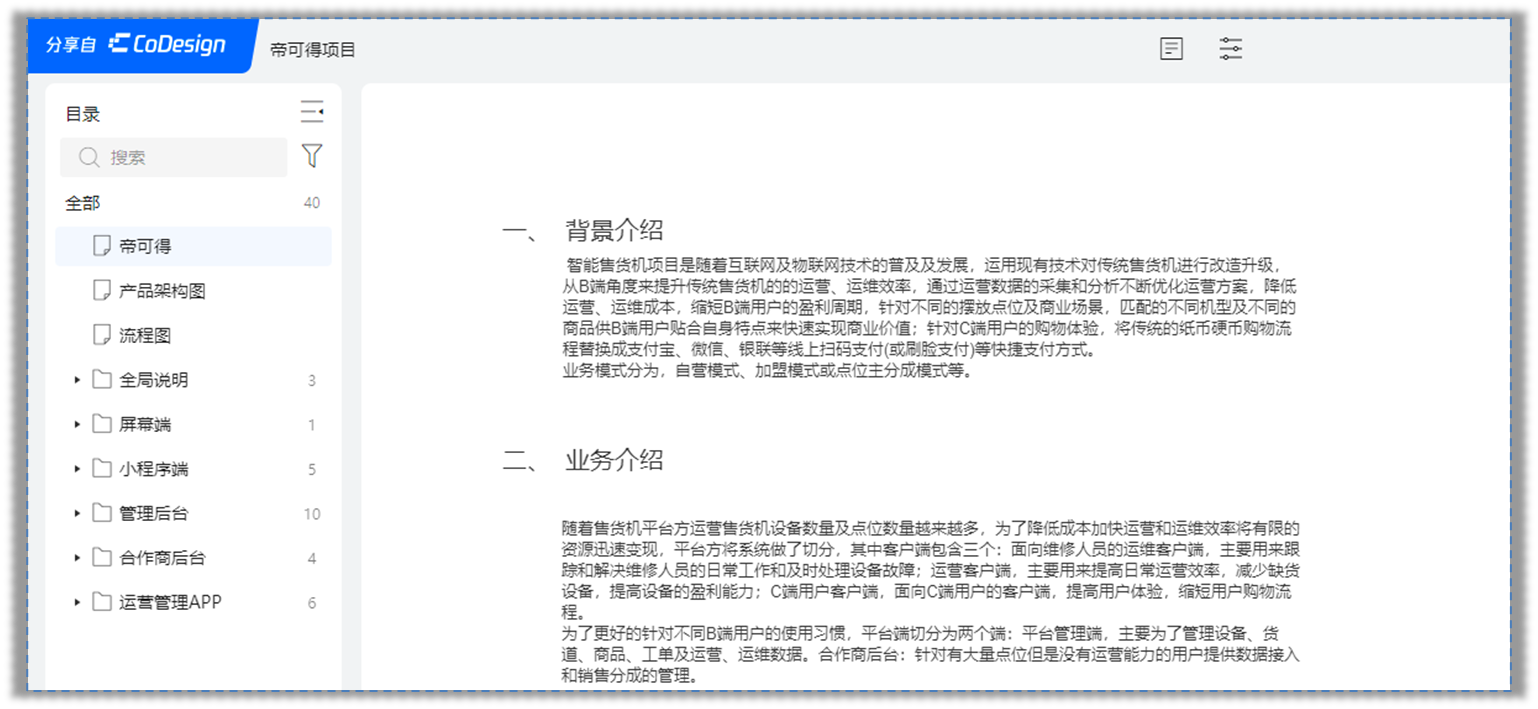 分享自 CoDesign 帝可得项目
目录
搜索
全部 40
帝可得
产品架构图
流程图
全局说明 3
屏幕端 1
小程序端 5
管理后台 10
合作商后台 4
运营管理APP 6
一、 背景介绍
智能售货机项目是随着互联网及物联网技术的普及及发展，运用现有技术对传统售货机进行改造升级，
从B端角度来提升传统售货机的的运营、运维效率，通过运营数据的采集和分析不断优化运营方案，降低
运营、运维成本，缩短B端用户的盈利周期，针对不同的摆放点位及商业场景，匹配的不同机型及不同的
商品供B端用户贴合自身特点来快速实现商业价值；针对C端用户的购物体验，将传统的纸币硬币购物流
程替换成支付宝、微信、银联等线上扫码支付(或刷脸支付)等快捷支付方式。
业务模式分为，自营模式、加盟模式或点位主分成模式等。
二、 业务介绍
随着售货机平台方运营售货机设备数量及点位数量越来越多，为了降低成本加快运营和运维效率将有限的
资源迅速变现，平台方将系统做了切分，其中客户端包含三个：面向维修人员的运维客户端，主要用来跟
踪和解决维修人员的日常工作和及时处理设备故障；运营客户端，主要用来提高日常运营效率，减少缺货
设备，提高设备的盈利能力；C端用户客户端，面向C端用户的客户端，提高用户体验，缩短用户购物流
程。
为了更好的针对不同B端用户的使用习惯，平台端切分为两个端：平台管理端，主要为了管理设备、货
道、商品、工单及运营、运维数据。合作商后台：针对有大量点位但是没有运营能力的用户提供数据接入
和销售分成的管理。